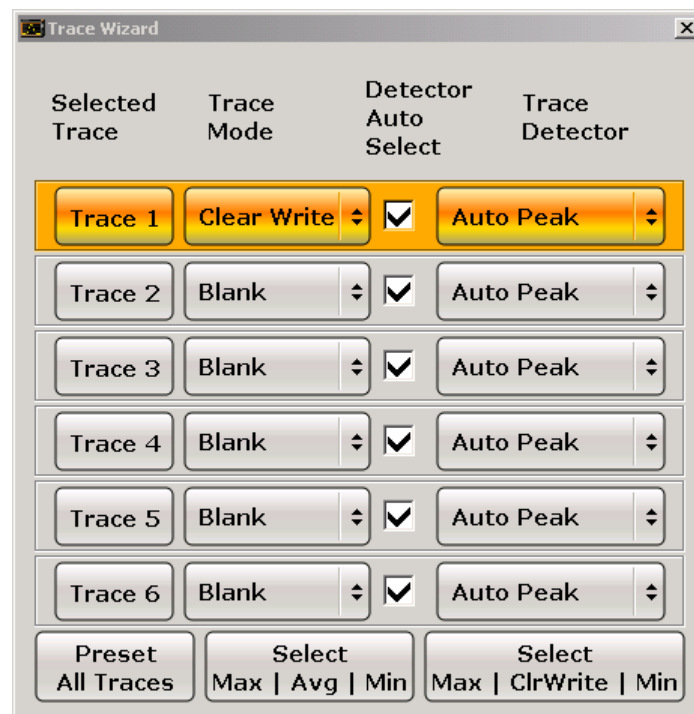 Trace Wizard
Selected Trace
Trace Mode
Detector Auto Select
Trace Detector
Trace 1 Clear Write Auto Peak
Trace 2 Blank Auto Peak
Trace 3 Blank Auto Peak
Trace 4 Blank Auto Peak
Trace 5 Blank Auto Peak
Trace 6 Blank Auto Peak
Preset All Traces
Select Max | Avg | Min
Select Max | ClrWrite | Min